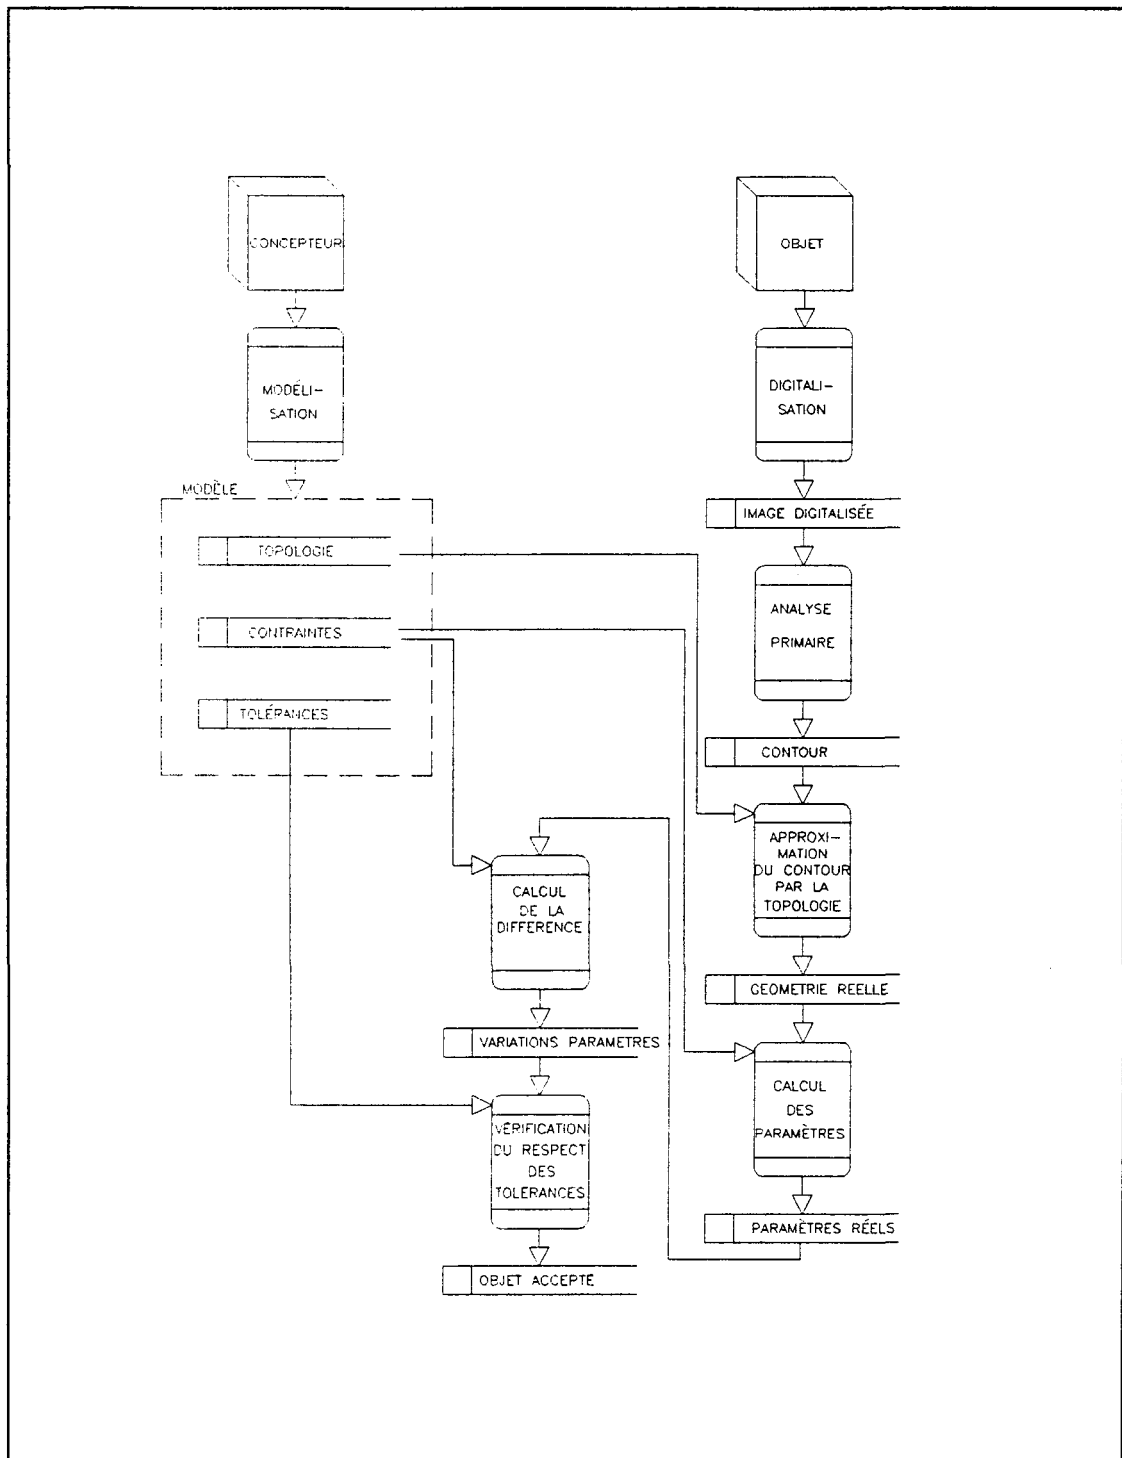 CONCEPTEUR
OBJET
MODÉLI-
SATION
DIGITALI-
SATION
MODÈLE
IMAGE DIGITALISÉE
TOPOLOGIE
ANALYSE
PRIMAIRE
CONTRAINTES
TOLÉRANCES
CONTOUR
APPROXI-
MATION
DU CONTOUR
PAR LA
TOPOLOGIE
CALCUL
DE LA
DIFFERENCE
GEOMETRIE REELLE
VARIATIONS PARAMETRES
CALCUL
DES
PARAMÈTRES
VERIFICATION
DU RESPECT
DES
TOLERANCES
PARAMÈTRES RÉELS
OBJET ACCEPTE